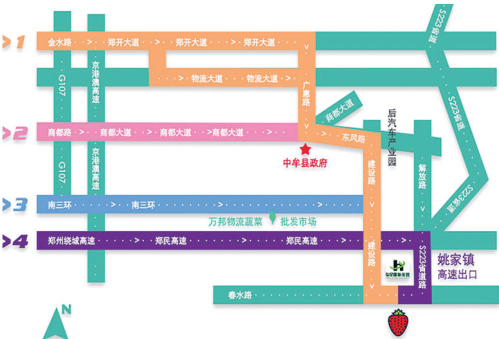 1
金水路 > 郑开大道 > 郑开大道 > 郑开大道 >
S223省道
G107
京港澳高速
> 物流大道 物流大道 >
广惠路
S223省道
商都大道
后汽车产业园
2
商都路 > 商都大道 > 商都大道 >商都大道 >
东风路
中牟县政府
G107
京港澳高速
建设路
解放路
S223省道
3
南三环 > 南三环 > >
万邦物流蔬菜 批发市场
4
郑州绕城高速 > 郑民高速 > 郑民高速 >
建设路
S223省道路
姚家镇
高速出口
春水路
N